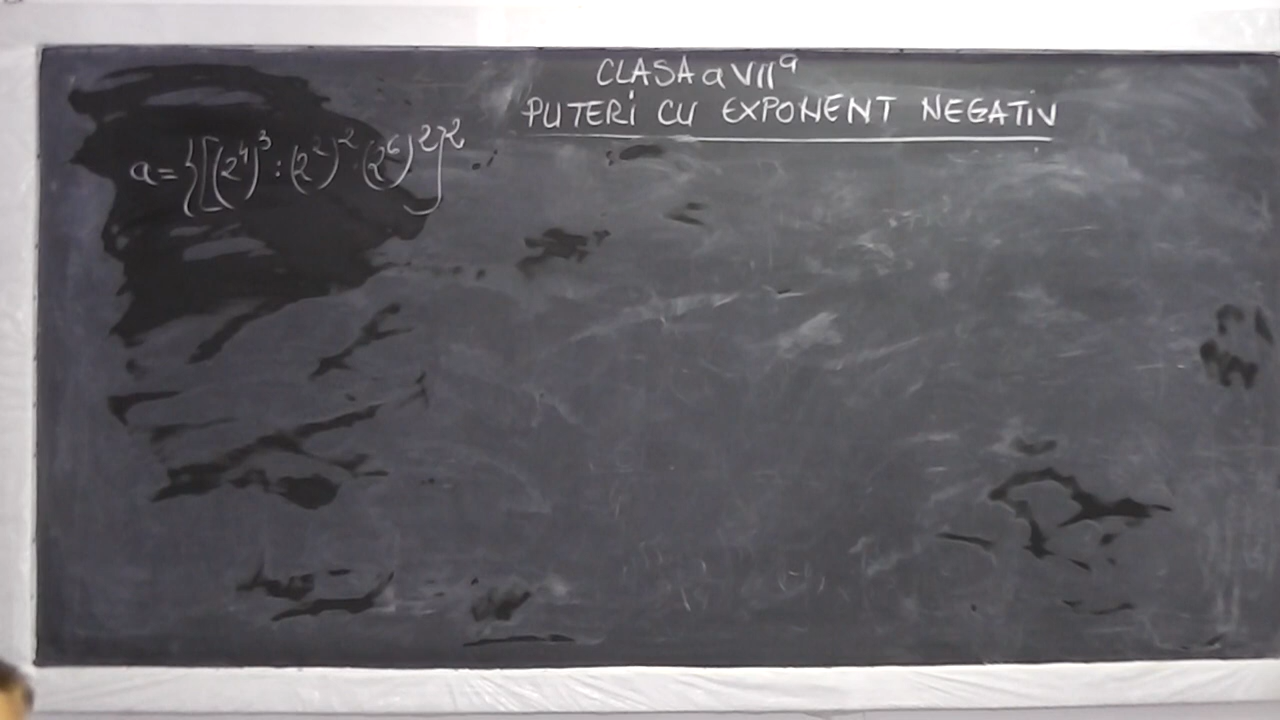 CLASA a VII a
PUTERI CU EXPONENT NEGATIV
a={[(2⁴)³:(2²)²·(2⁶)²]²